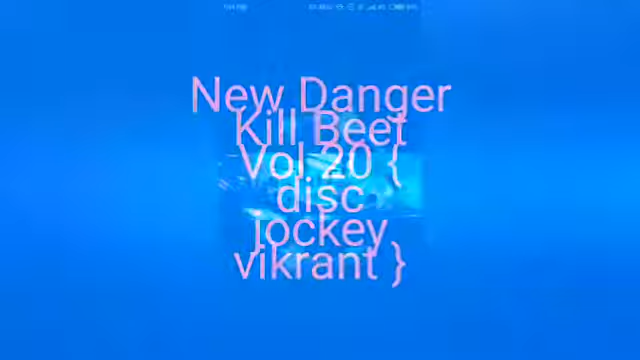 New Danger
Kill Beet
Vol 20 {
disc
jockey
vikrant }